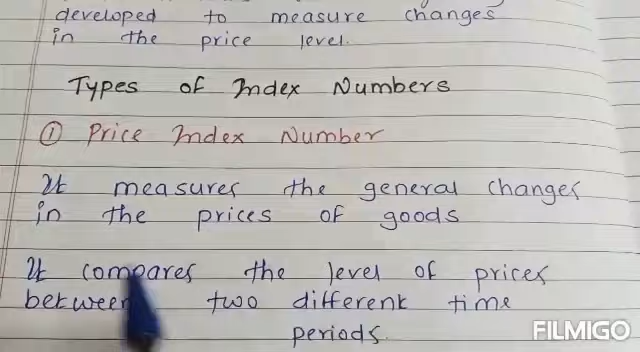 developed to measure changes
in the price level.
Types of Index Numbers
① Price Index Number
It measures the general changes
in the prices of goods
It compares the level of prices
between two different time
periods.
FILMIGO